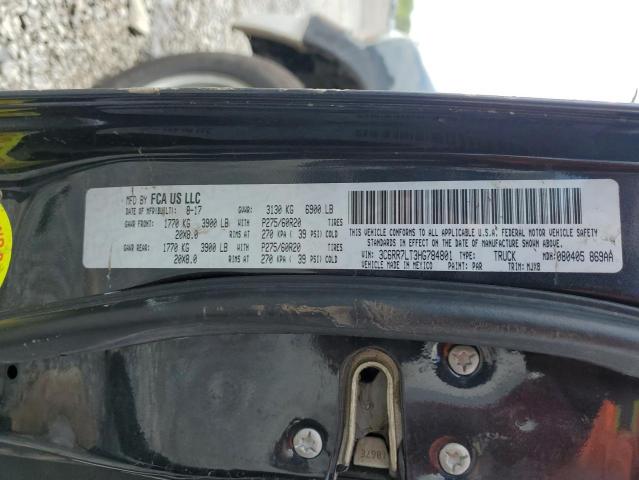 MFD BY FCA US LLC
DATE OF MFR(BUILT): 8-17 GVWR: 3130 KG 6900 LB
GAWR FRONT: 1770 KG 3900 LB WITH P275/60R20 TIRES
20X8.0 RIMS AT 270 KPA ( 39 PSI) COLD
GAWR REAR: 1770 KG 3900 LB WITH P275/60R20 TIRES
20X8.0 RIMS AT 270 KPA ( 39 PSI) COLD
THIS VEHICLE CONFORMS TO ALL APPLICABLE U.S.A. FEDERAL MOTOR VEHICLE SAFETY
STANDARDS IN EFFECT ON THE DATE OF MANUFACTURE SHOWN ABOVE.
VIN: 3C6RR7LT3HG784801 TYPE: TRUCK MDH: 080405 869AA
VEHICLE MADE IN MEXICO PAINT: PAR TRIM: MJX8